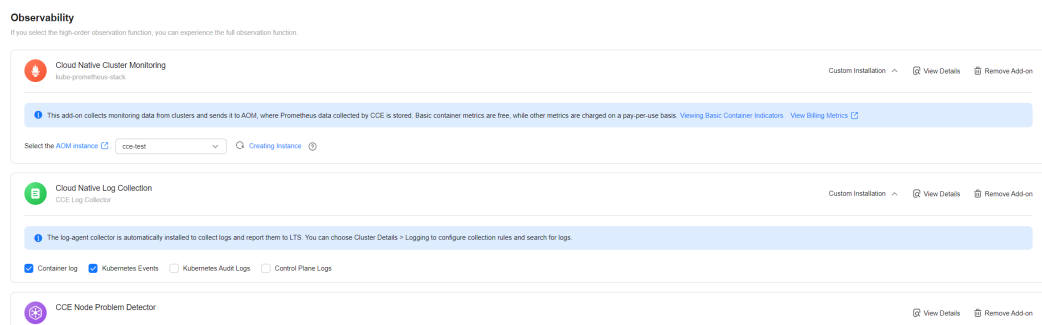 Observability
If you select the high-order observation function, you can experience the full observation function.
Cloud Native Cluster Monitoring
kube-prometheus-stack
Custom Installation View Details Remove Add-on
This add-on collects monitoring data from clusters and sends it to AOM, where Prometheus data collected by CCE is stored. Basic container metrics are free, while other metrics are charged on a pay-per-use basis. Viewing Basic Container Indicators View Billing Metrics
Select the AOM instance cce-test Creating Instance
Cloud Native Log Collection
CCE Log Collector
Custom Installation View Details Remove Add-on
The log-agent collector is automatically installed to collect logs and report them to LTS. You can choose Cluster Details > Logging to configure collection rules and search for logs.
Container log Kubernetes Events Kubernetes Audit Logs Control Plane Logs
CCE Node Problem Detector
View Details Remove Add-on